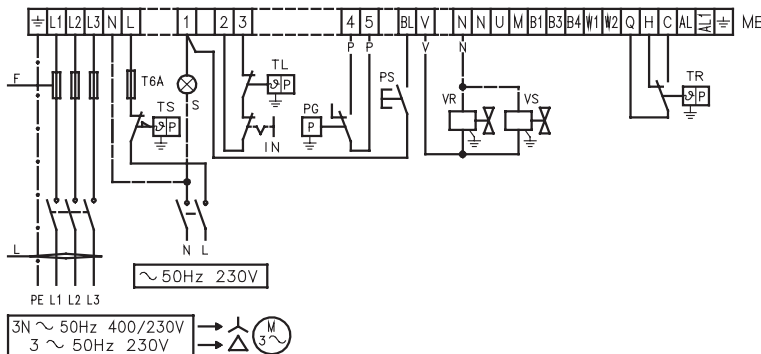 ⏚ L1 L2 L3 N L 1 2 3 4 5 BL V N N U M B1 B3 B4 W1 W2 Q H C AL AL1 ⏚ MB
P P V N
F
T6A
TS
ϑ P
S
TL
ϑ P
IN
PG
P
PS
VR
VS
TR
ϑ P
L
N L
∼ 50Hz 230V
PE L1 L2 L3
3N ∼ 50Hz 400/230V
3 ∼ 50Hz 230V
M
3∼